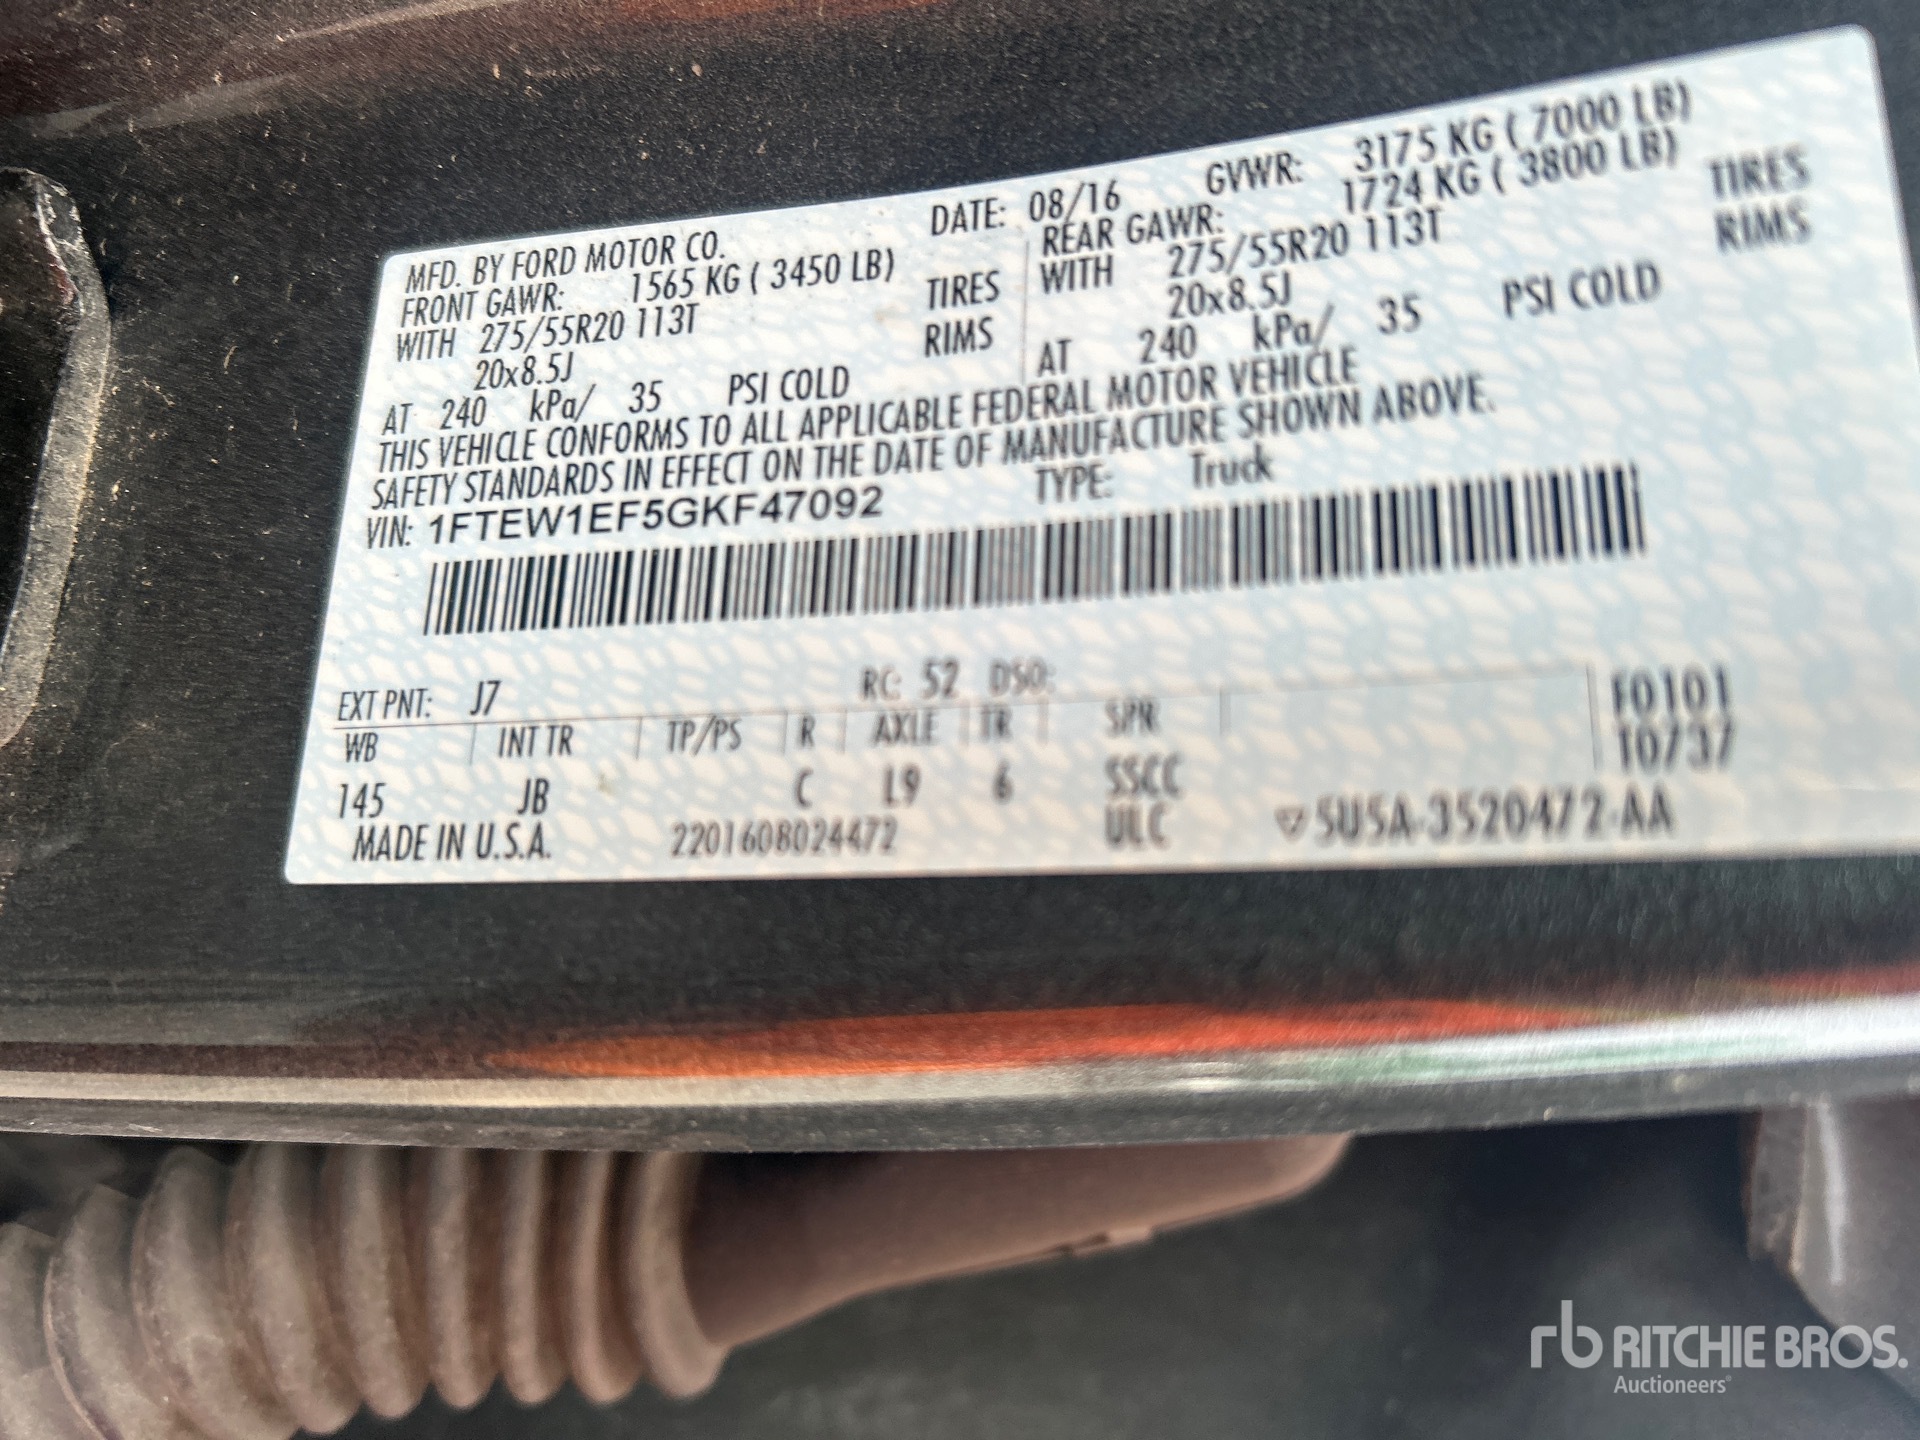 MFD. BY FORD MOTOR CO. DATE: 08/16 GVWR: 3175 KG ( 7000 LB)
FRONT GAWR: 1565 KG ( 3450 LB) REAR GAWR: 1724 KG ( 3800 LB)
WITH 275/55R20 113T TIRES WITH 275/55R20 113T TIRES
20x8.5J RIMS 20x8.5J RIMS
AT 240 kPa/ 35 PSI COLD AT 240 kPa/ 35 PSI COLD
THIS VEHICLE CONFORMS TO ALL APPLICABLE FEDERAL MOTOR VEHICLE
SAFETY STANDARDS IN EFFECT ON THE DATE OF MANUFACTURE SHOWN ABOVE.
VIN: 1FTEW1EF5GKF47092 TYPE: Truck
EXT PNT: J7 RC: 52 DSO: F0101
WB INT TR TP/PS R AXLE TR SPR T0737
145 JB C L9 6 SSCC
MADE IN U.S.A. 2201608024472 ULC 5U5A-3520472-AA
rb RITCHIE BROS.
Auctioneers